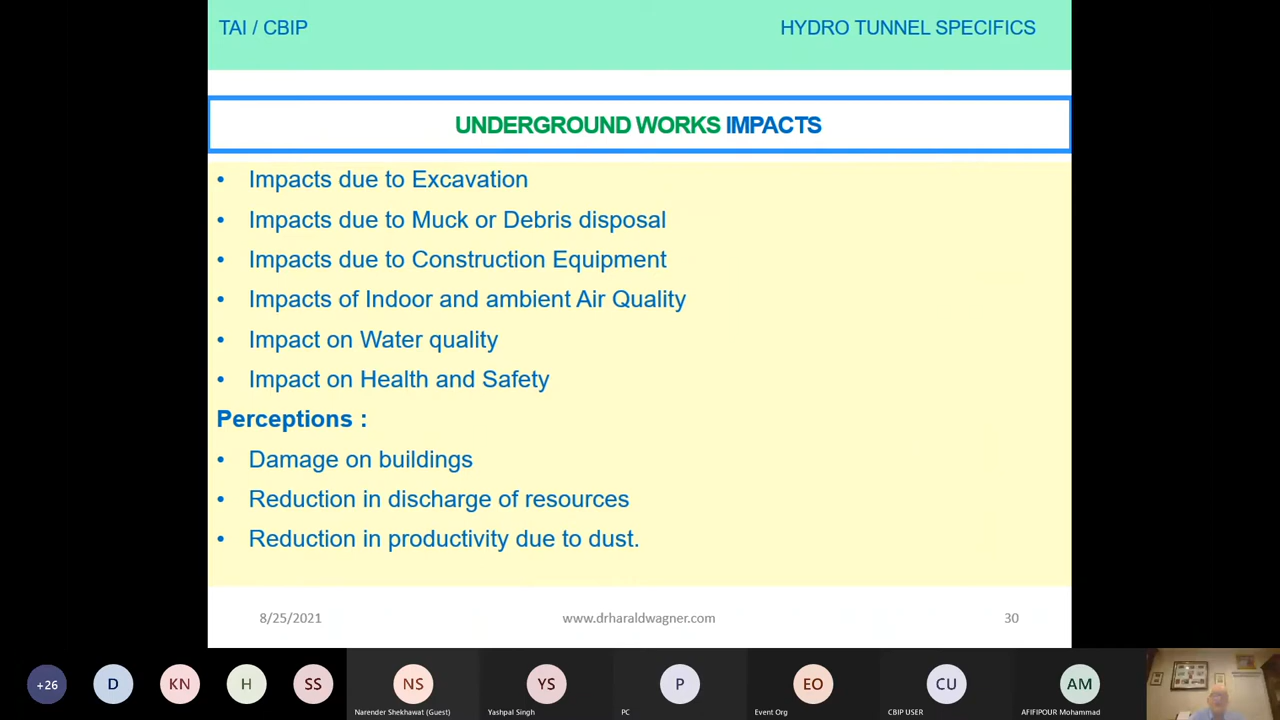 TAI / CBIP HYDRO TUNNEL SPECIFICS
UNDERGROUND WORKS IMPACTS
• Impacts due to Excavation
• Impacts due to Muck or Debris disposal
• Impacts due to Construction Equipment
• Impacts of Indoor and ambient Air Quality
• Impact on Water quality
• Impact on Health and Safety
Perceptions :
• Damage on buildings
• Reduction in discharge of resources
• Reduction in productivity due to dust.
8/25/2021 www.drharaldwagner.com 30
+26 D KN H SS NS YS P EO CU AM
Narender Shekhawat (Guest) Yashpal Singh PC Event Org CBIP USER AFIFIPOUR Mohammad